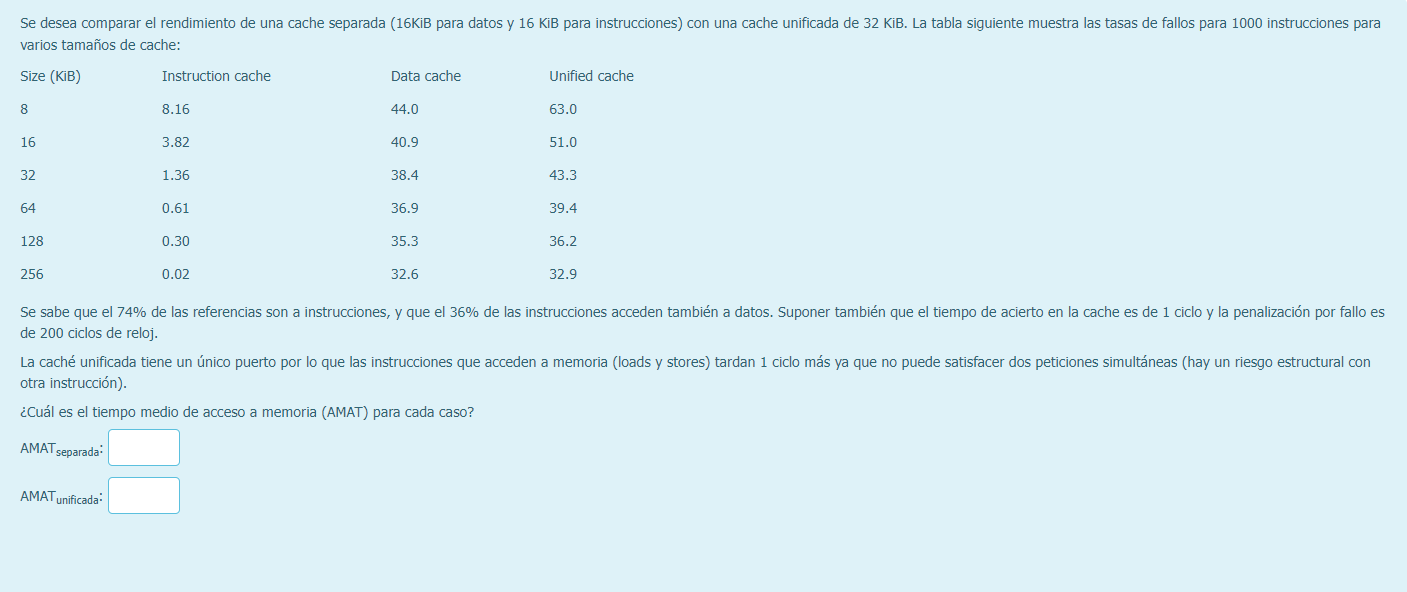 Se desea comparar el rendimiento de una cache separada (16KiB para datos y 16 KiB para instrucciones) con una cache unificada de 32 KiB. La tabla siguiente muestra las tasas de fallos para 1000 instrucciones para
varios tamaños de cache:
Size (KiB) Instruction cache Data cache Unified cache
8 8.16 44.0 63.0
16 3.82 40.9 51.0
32 1.36 38.4 43.3
64 0.61 36.9 39.4
128 0.30 35.3 36.2
256 0.02 32.6 32.9
Se sabe que el 74% de las referencias son a instrucciones, y que el 36% de las instrucciones acceden también a datos. Suponer también que el tiempo de acierto en la cache es de 1 ciclo y la penalización por fallo es
de 200 ciclos de reloj.
La caché unificada tiene un único puerto por lo que las instrucciones que acceden a memoria (loads y stores) tardan 1 ciclo más ya que no puede satisfacer dos peticiones simultáneas (hay un riesgo estructural con
otra instrucción).
¿Cuál es el tiempo medio de acceso a memoria (AMAT) para cada caso?
AMATseparada:
AMATunificada: